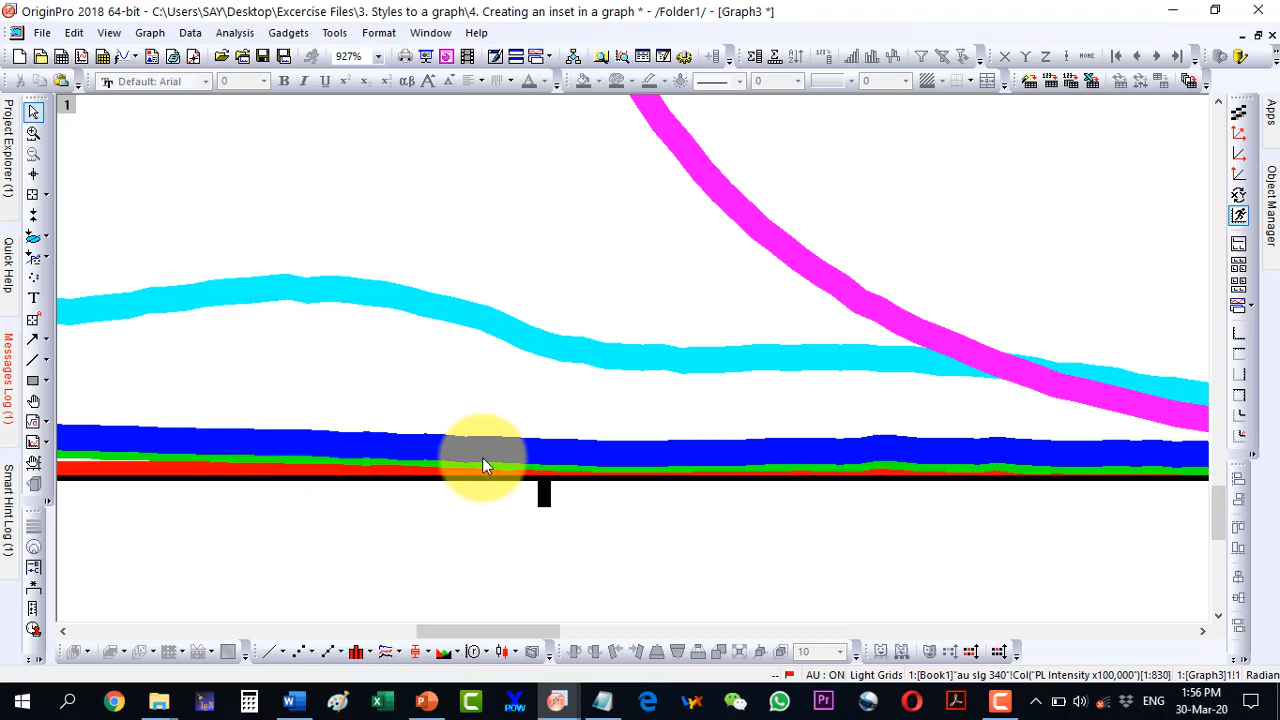 OriginPro 2018 64-bit - C:\Users\SAY\Desktop\Excercise Files\3. Styles to a graph\4. Creating an inset in a graph * - /Folder1/ - [Graph3 *]
File Edit View Graph Data Analysis Gadgets Tools Format Window Help
927%
Default: Arial 0 B I U 0 0
1
Project Explorer (1)
Quick Help
Messages Log (1)
Smart Hint Log (1)
Apps
Object Manager
10
-- AU : ON Light Grids 1:[Book1]"au slg 340"!Col("PL Intensity x100,000")[1:830] 1:[Graph3]1!1 Radian
ENG 1:56 PM
30-Mar-20